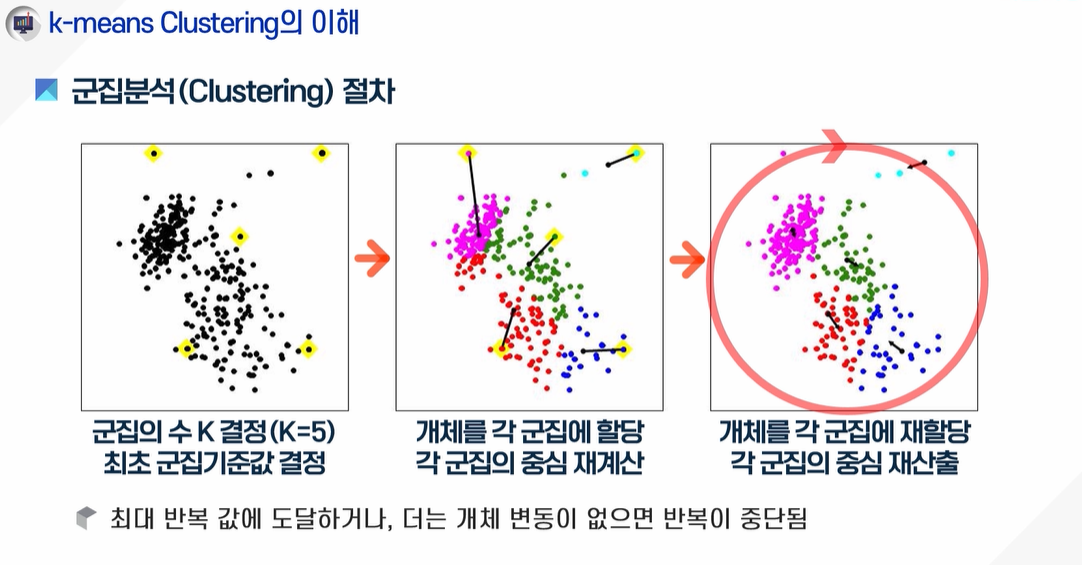 k-means Clustering의 이해
군집분석(Clustering) 절차
군집의 수 K 결정(K=5)
최초 군집기준값 결정
개체를 각 군집에 할당
각 군집의 중심 재계산
개체를 각 군집에 재할당
각 군집의 중심 재산출
최대 반복 값에 도달하거나, 더는 개체 변동이 없으면 반복이 중단됨